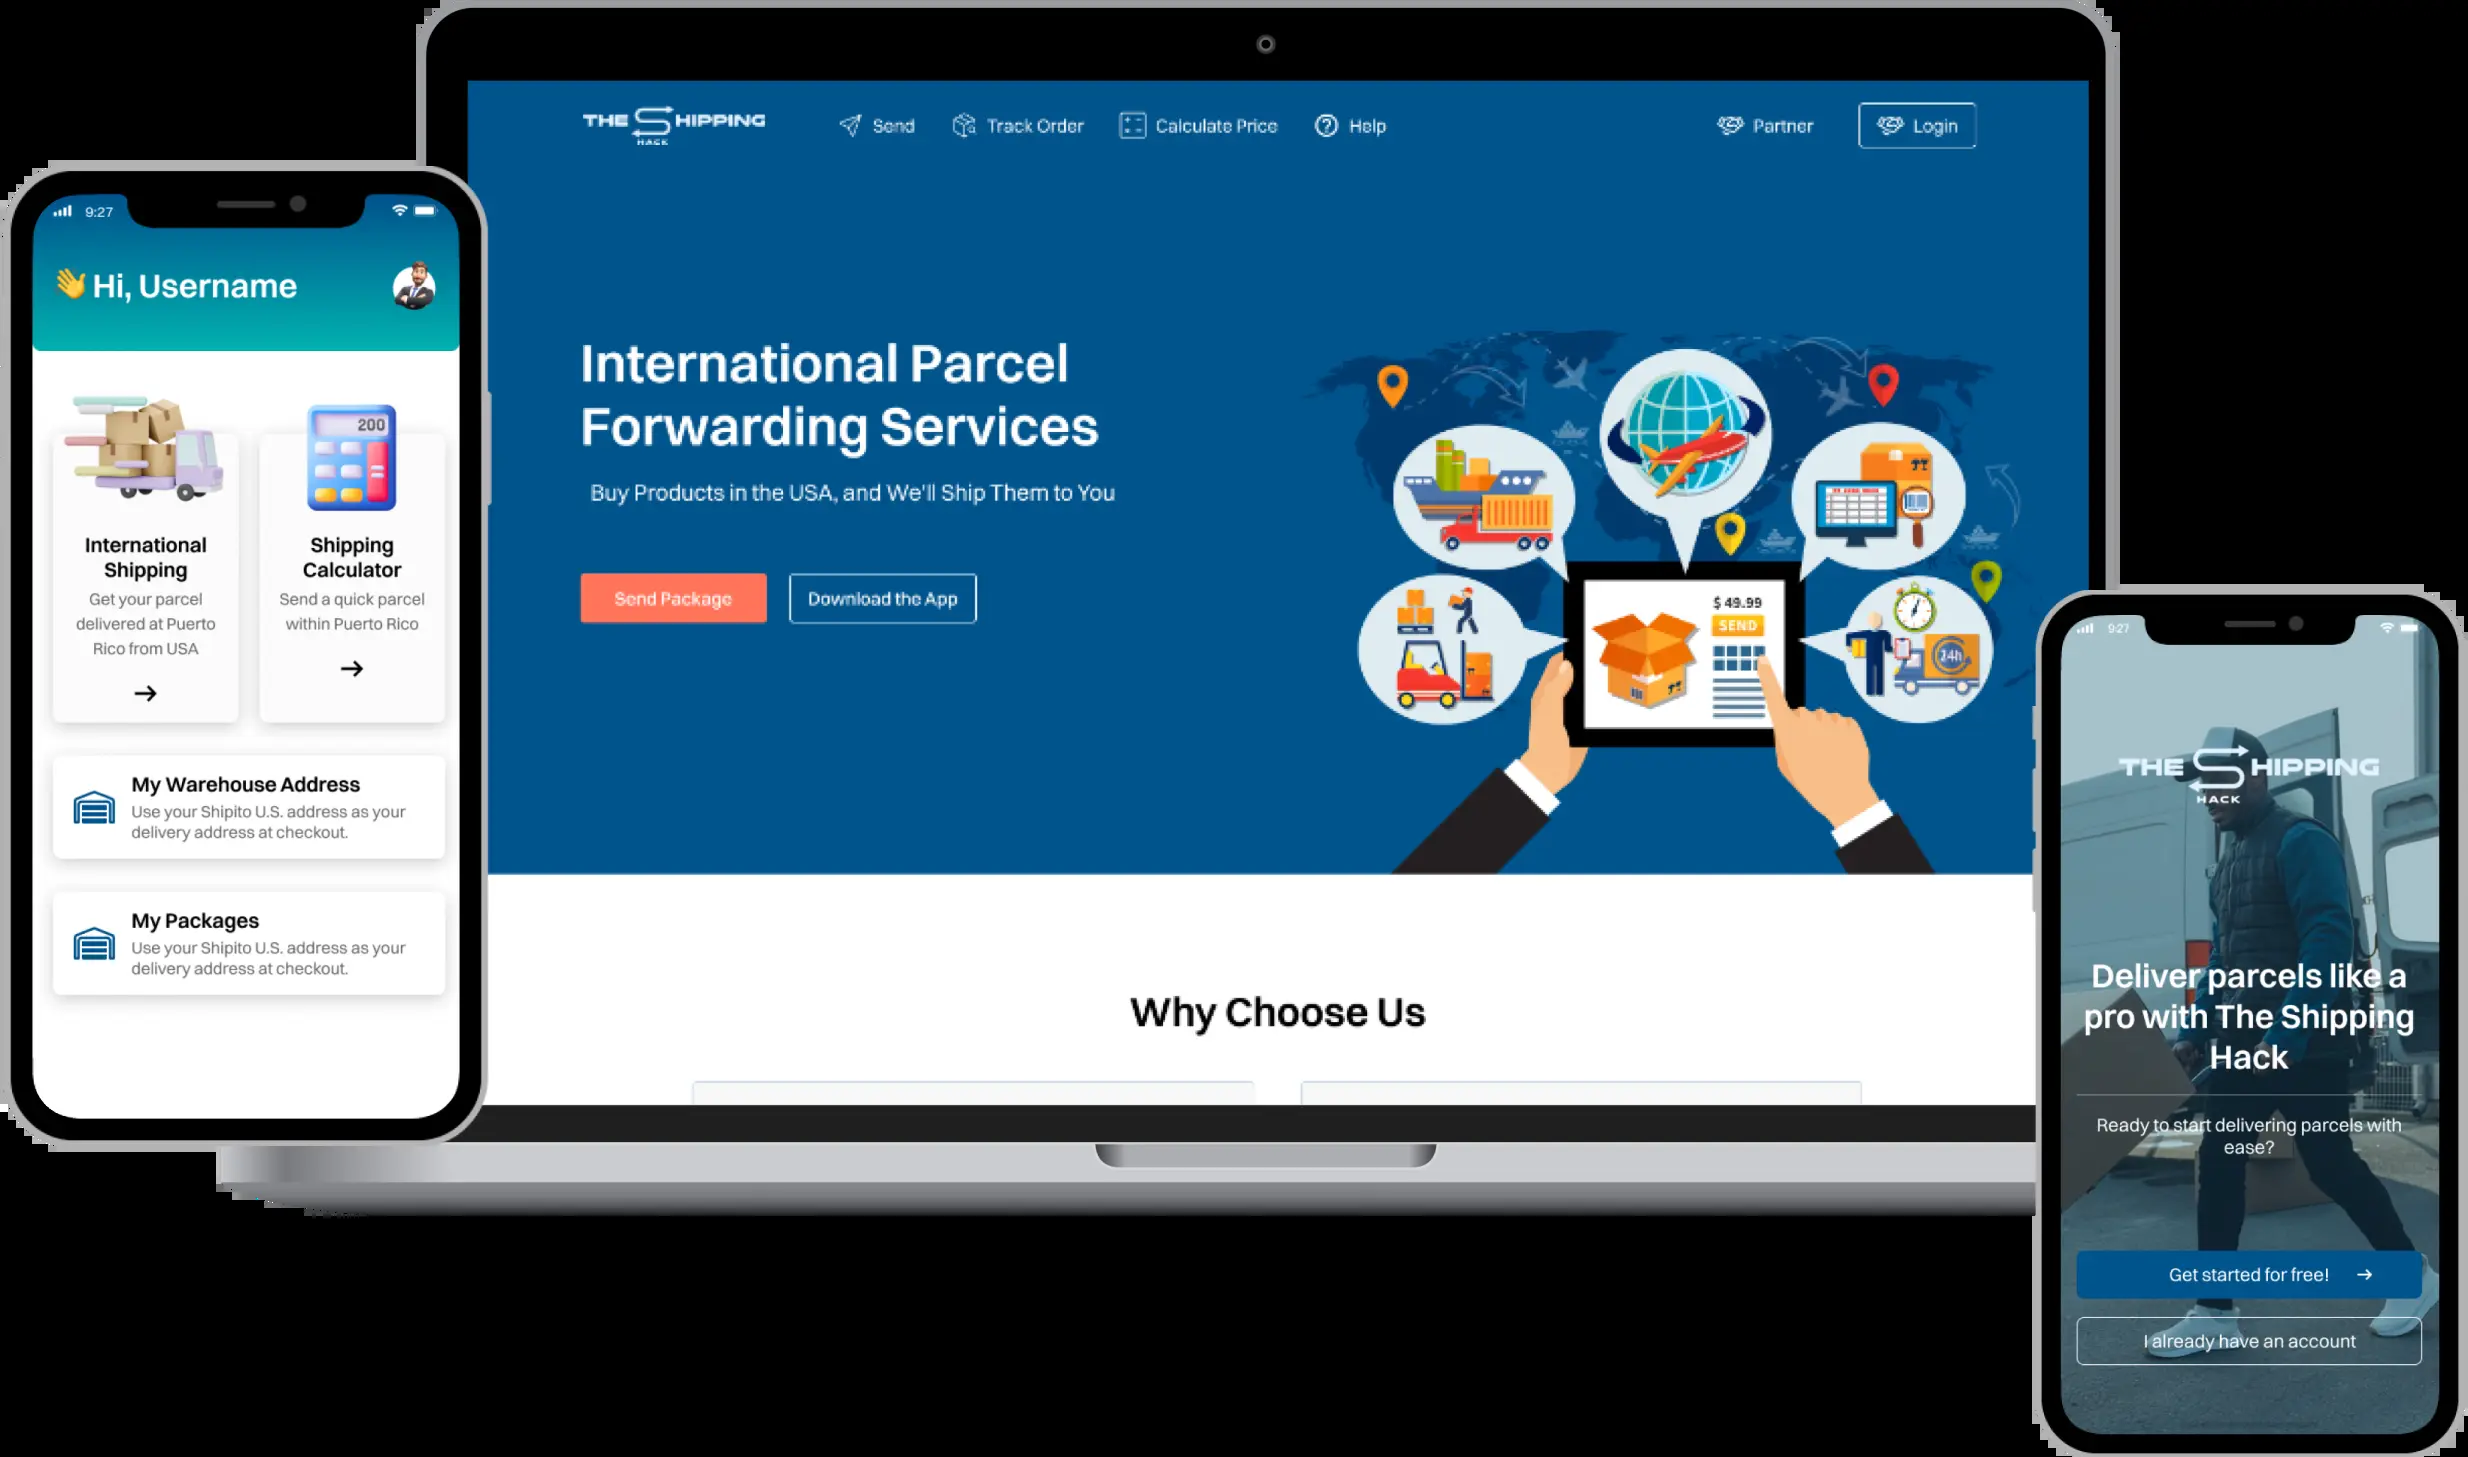 THE SHIPPING
HACK
Send
Track Order
Calculate Price
Help
Partner
Login
International Parcel
Forwarding Services
Buy Products in the USA, and We'll Ship Them to You
Send Package
Download the App
$ 49.99
SEND
24h
Why Choose Us
9:27
👋 Hi, Username
200
International
Shipping
Get your parcel
delivered at Puerto
Rico from USA
→
Shipping
Calculator
Send a quick parcel
within Puerto Rico
→
My Warehouse Address
Use your Shipito U.S. address as your
delivery address at checkout.
My Packages
Use your Shipito U.S. address as your
delivery address at checkout.
9:27
THE SHIPPING
HACK
Deliver parcels like a
pro with The Shipping
Hack
Ready to start delivering parcels with
ease?
Get started for free! →
I already have an account